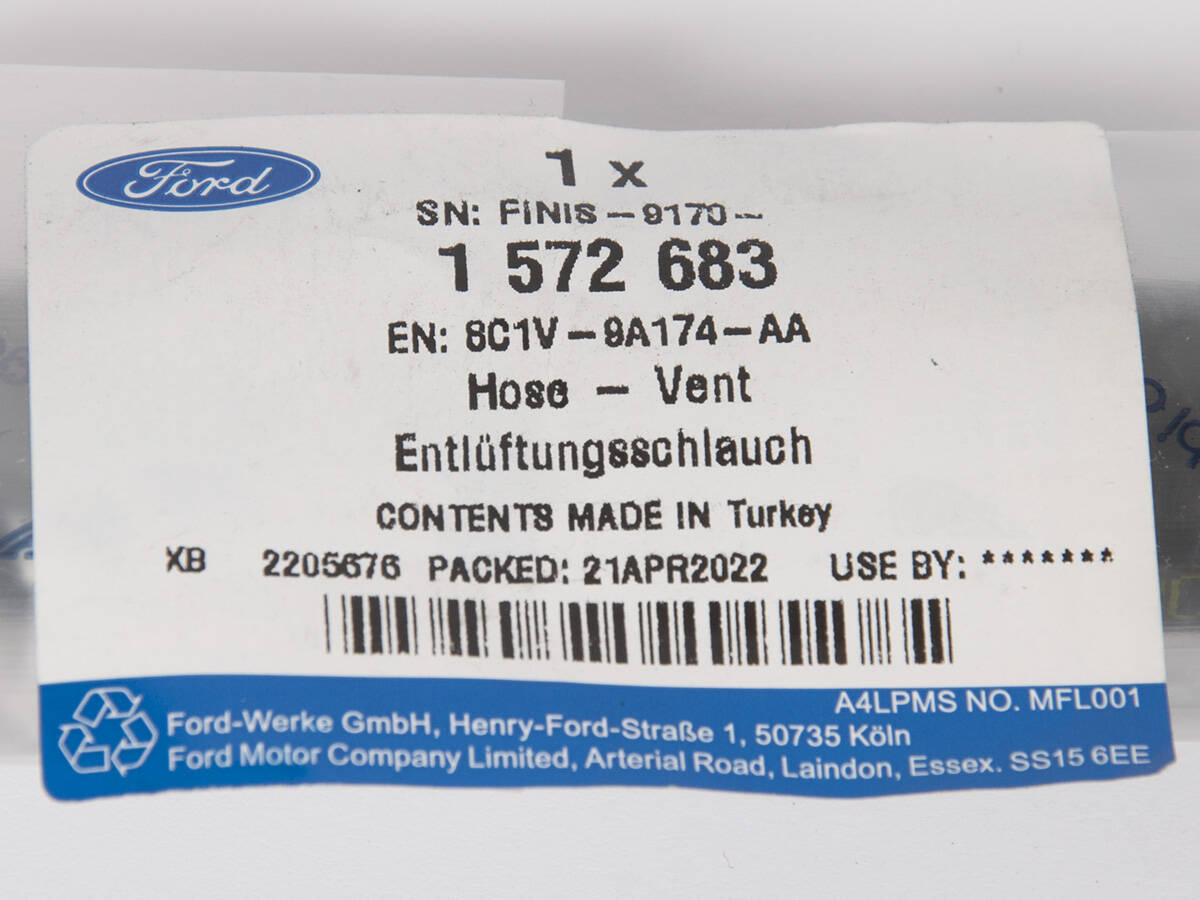 Ford
1 x
SN: FINIS-9170-
1 572 683
EN: 8C1V-9A174-AA
Hose - Vent
Entlüftungsschlauch
CONTENTS MADE IN Turkey
XB 2205676 PACKED: 21APR2022 USE BY: *******
A4LPMS NO. MFL001
Ford-Werke GmbH, Henry-Ford-Straße 1, 50735 Köln
Ford Motor Company Limited, Arterial Road, Laindon, Essex. SS15 6EE